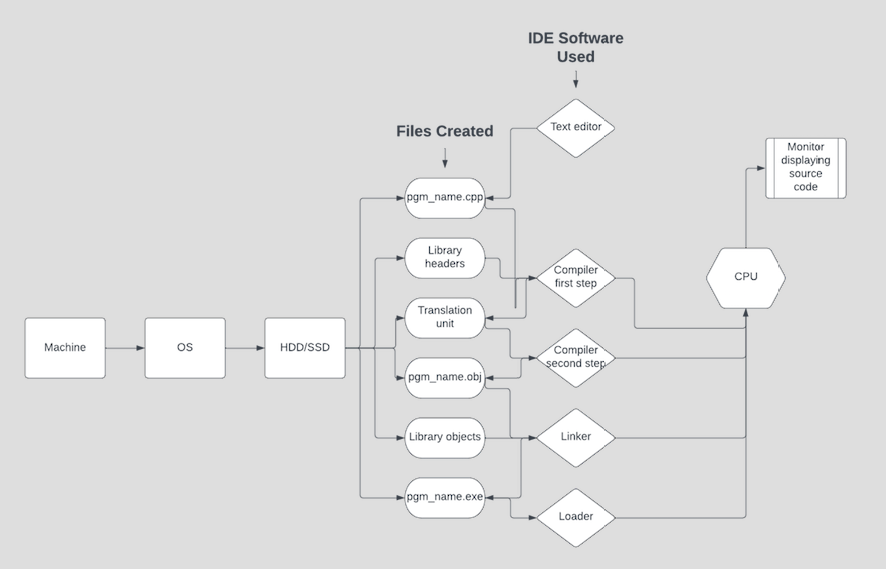 IDE Software
Used
Text editor
Files Created
Monitor
displaying
source
code
pgm_name.cpp
Library
headers
Compiler
first step
CPU
Translation
unit
Machine
OS
HDD/SSD
Compiler
second step
pgm_name.obj
Library objects
Linker
pgm_name.exe
Loader